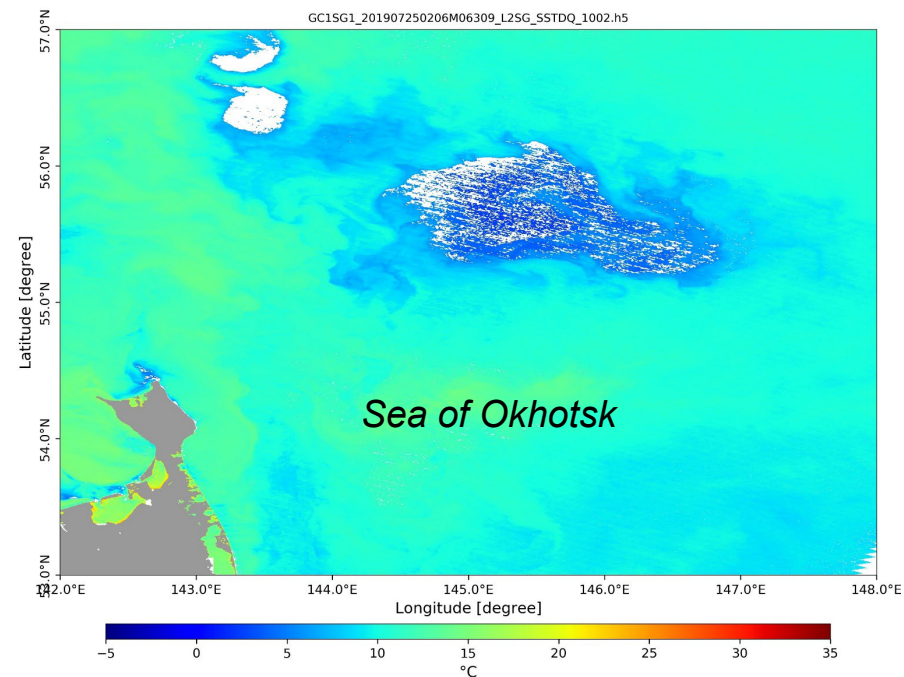 GC1SG1_201907250206M06309_L2SG_SSTDQ_1002.h5
57.0°N
56.0°N
55.0°N
54.0°N
Latitude [degree]
Sea of Okhotsk
142.0°E 143.0°E 144.0°E 145.0°E 146.0°E 147.0°E 148.0°E
Longitude [degree]
−5 0 5 10 15 20 25 30 35
°C